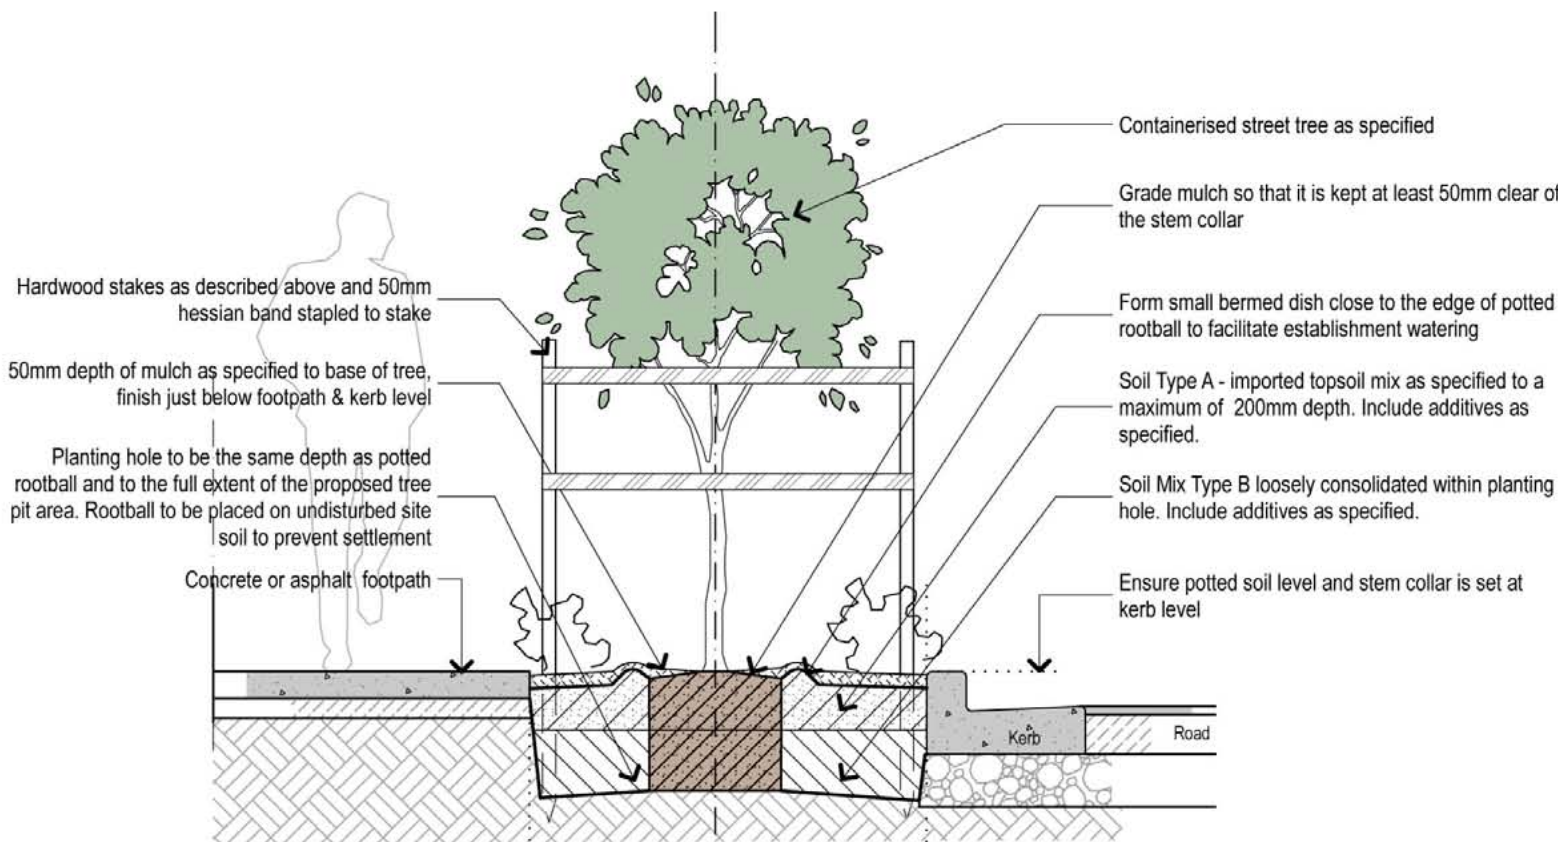 Containerised street tree as specified
Grade mulch so that it is kept at least 50mm clear of
the stem collar
Hardwood stakes as described above and 50mm
hessian band stapled to stake
Form small bermed dish close to the edge of potted
rootball to facilitate establishment watering
50mm depth of mulch as specified to base of tree,
finish just below footpath & kerb level
Soil Type A - imported topsoil mix as specified to a
maximum of 200mm depth. Include additives as
specified.
Planting hole to be the same depth as potted
rootball and to the full extent of the proposed tree
pit area. Rootball to be placed on undisturbed site
soil to prevent settlement
Soil Mix Type B loosely consolidated within planting
hole. Include additives as specified.
Concrete or asphalt footpath
Ensure potted soil level and stem collar is set at
kerb level
Kerb
Road